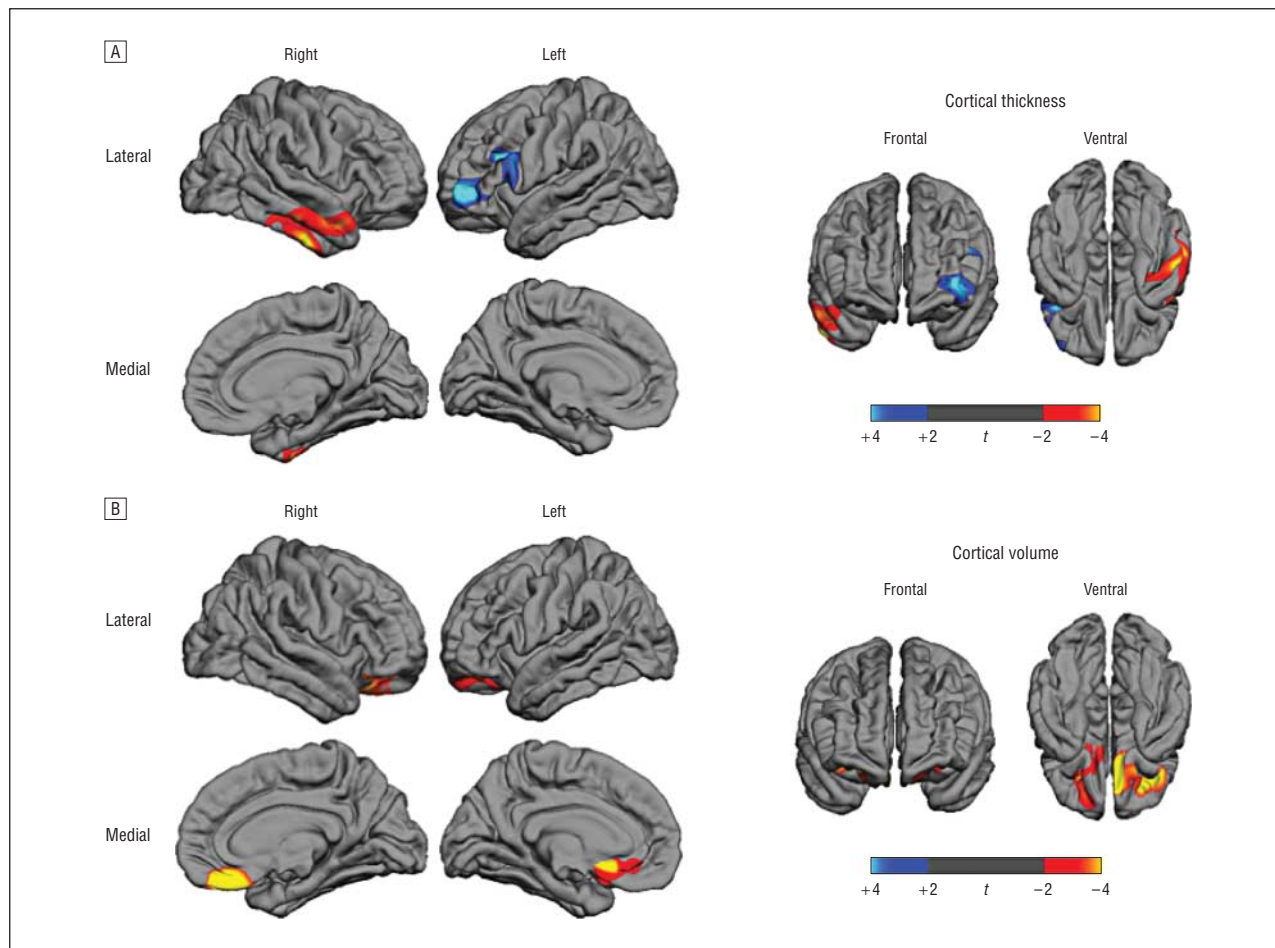 A
Right
Left
Lateral
Medial
Cortical thickness
Frontal
Ventral
+4 +2 t −2 −4
B
Right
Left
Lateral
Medial
Cortical volume
Frontal
Ventral
+4 +2 t −2 −4